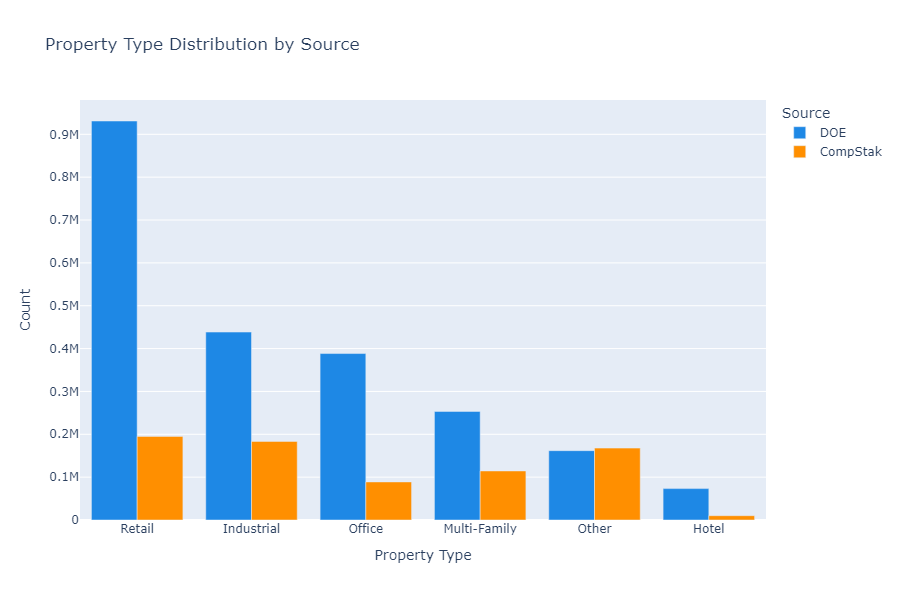 Property Type Distribution by Source
Source
DOE
CompStak
0.9M
0.8M
0.7M
0.6M
0.5M
0.4M
0.3M
0.2M
0.1M
0
Count
Retail
Industrial
Office
Multi-Family
Other
Hotel
Property Type